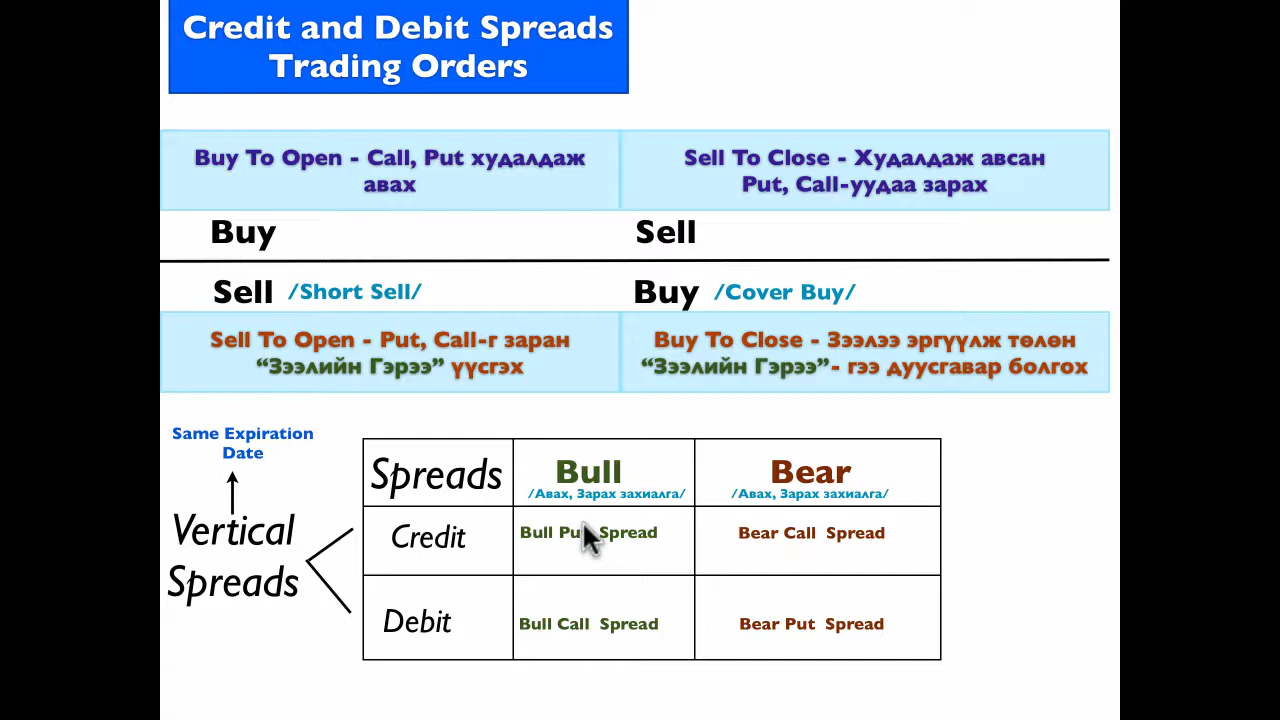 Credit and Debit Spreads
Trading Orders
Buy To Open - Call, Put худалдаж
авах
Sell To Close - Худалдаж авсан
Put, Call-уудаа зарах
Buy
Sell
Sell /Short Sell/
Buy /Cover Buy/
Sell To Open - Put, Call-г заран
“Зээлийн Гэрээ” үүсгэх
Buy To Close - Зээлээ эргүүлж төлөн
“Зээлийн Гэрээ”- гээ дуусгавар болгох
Same Expiration
Date
Vertical
Spreads
Spreads
Bull
/Авах, Зарах захиалга/
Bear
/Авах, Зарах захиалга/
Credit
Bull Put Spread
Bear Call Spread
Debit
Bull Call Spread
Bear Put Spread